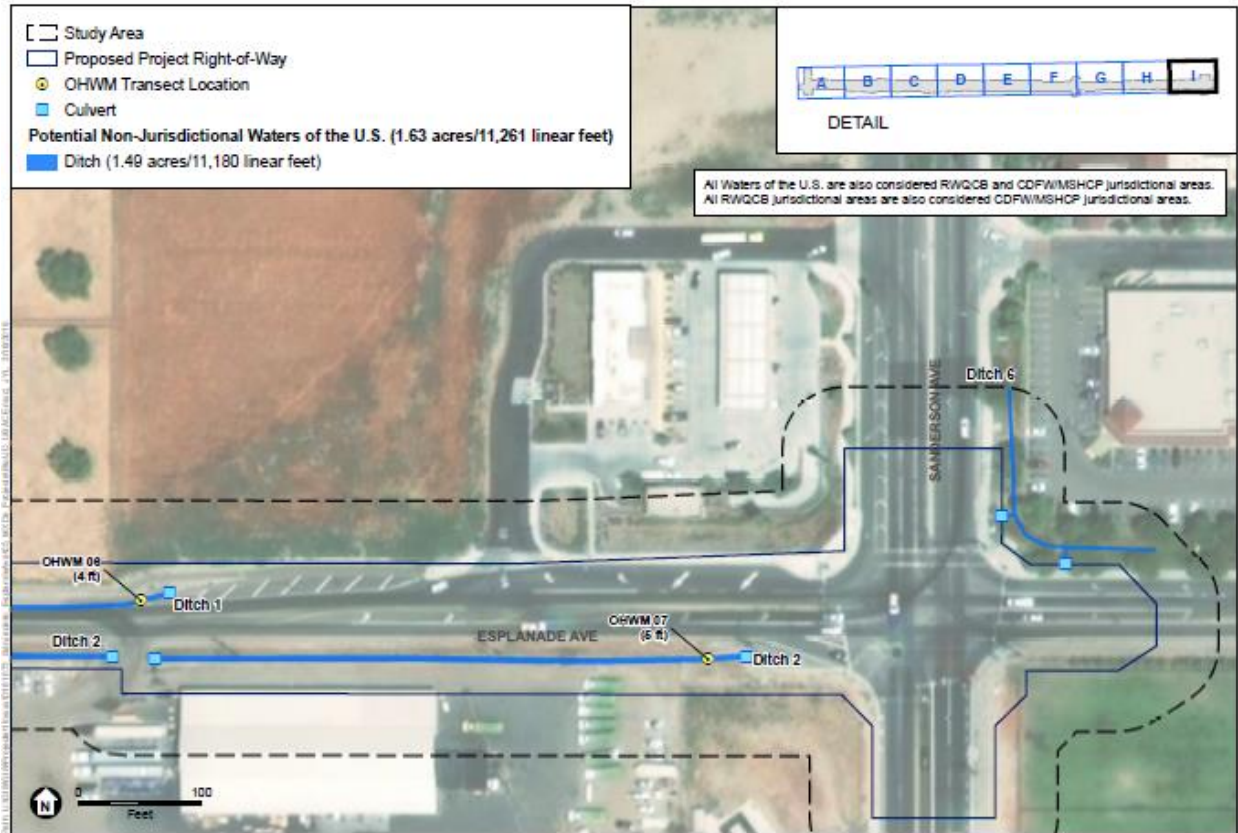 Study Area
Proposed Project Right-of-Way
OHWM Transect Location
Culvert
Potential Non-Jurisdictional Waters of the U.S. (1.63 acres/11,261 linear feet)
Ditch (1.49 acres/11,180 linear feet)
A B C D E F G H I
DETAIL
All Waters of the U.S. are also considered RWQCB and CDFW/MSHCP jurisdictional areas.
All RWQCB jurisdictional areas are also considered CDFW/MSHCP jurisdictional areas.
SANDERSON AVE
Ditch 6
OHWM 06
(4 ft)
Ditch 1
Ditch 2
ESPLANADE AVE
OHWM 07
(5 ft)
Ditch 2
N
0 100
Feet